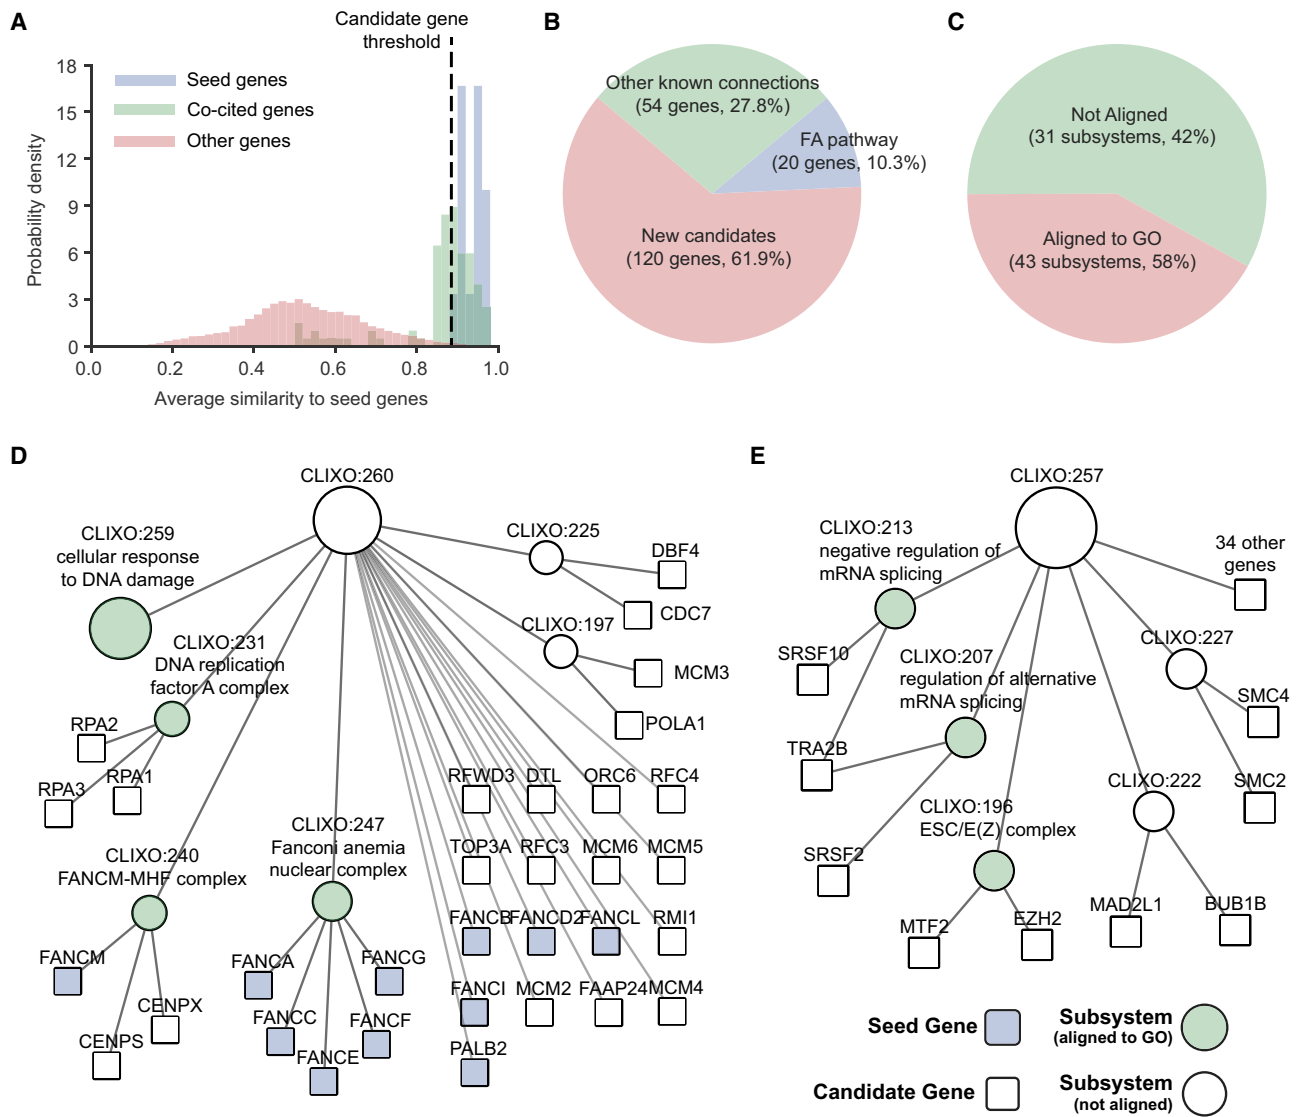 A
Candidate gene
threshold
18
15
12
9
6
3
0
Probability density
Seed genes
Co-cited genes
Other genes
0.0
0.2
0.4
0.6
0.8
1.0
Average similarity to seed genes
B
Other known connections
(54 genes, 27.8%)
FA pathway
(20 genes, 10.3%)
New candidates
(120 genes, 61.9%)
C
Not Aligned
(31 subsystems, 42%)
Aligned to GO
(43 subsystems, 58%)
D
CLIXO:260
CLIXO:259
cellular response
to DNA damage
CLIXO:225
DBF4
CDC7
CLIXO:197
MCM3
POLA1
CLIXO:231
DNA replication
factor A complex
RPA2
RPA3
RPA1
CLIXO:240
FANCM-MHF complex
FANCM
CENPX
CENPS
CLIXO:247
Fanconi anemia
nuclear complex
FANCA
FANCG
FANCC
FANCF
FANCE
RFWD3
DTL
ORC6
RFC4
TOP3A
RFC3
MCM6
MCM5
FANCB
FANCD2
FANCL
RMI1
FANCI
MCM2
FAAP24
MCM4
PALB2
E
CLIXO:257
CLIXO:213
negative regulation of
mRNA splicing
34 other
genes
SRSF10
CLIXO:207
regulation of alternative
mRNA splicing
CLIXO:227
SMC4
SMC2
TRA2B
CLIXO:222
CLIXO:196
ESC/E(Z) complex
SRSF2
MTF2
EZH2
MAD2L1
BUB1B
Seed Gene
Subsystem
(aligned to GO)
Candidate Gene
Subsystem
(not aligned)